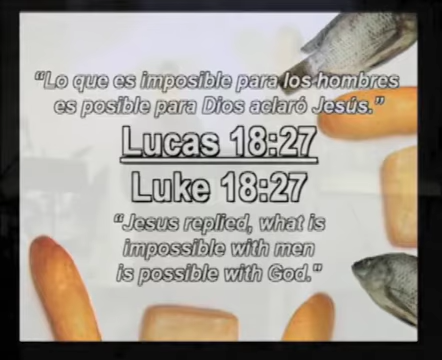 “Lo que es imposible para los hombres
es posible para Dios aclaró Jesús.”
Lucas 18:27
Luke 18:27
“Jesus replied, what is
impossible with men
is possible with God.”